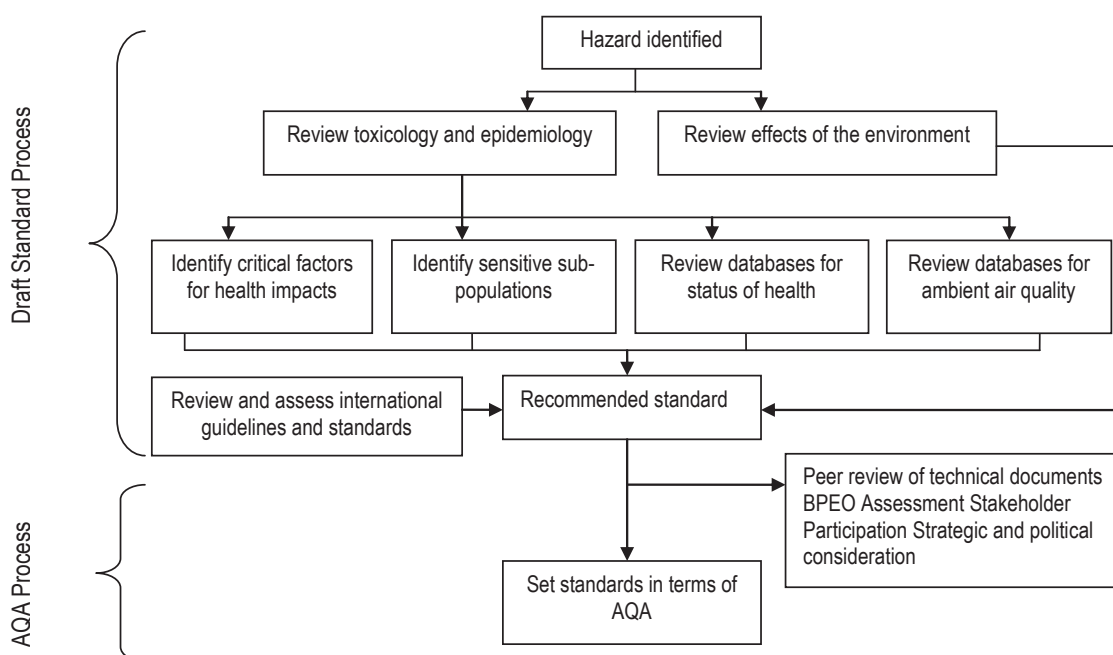 Draft Standard Process
Hazard identified
Review toxicology and epidemiology
Review effects of the environment
Identify critical factors
for health impacts
Identify sensitive sub-
populations
Review databases for
status of health
Review databases for
ambient air quality
Review and assess international
guidelines and standards
Recommended standard
AQA Process
Peer review of technical documents
BPEO Assessment Stakeholder
Participation Strategic and political
consideration
Set standards in terms of
AQA